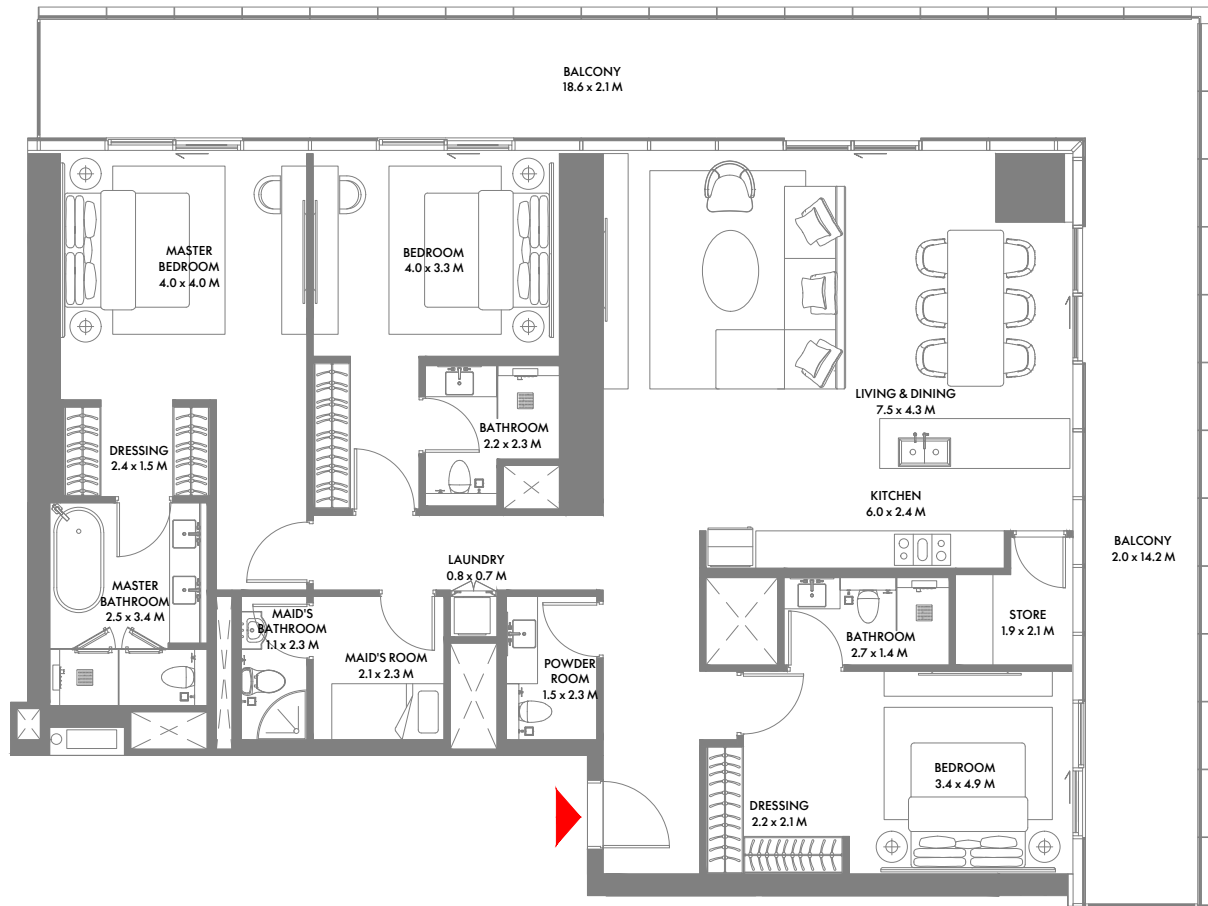 BALCONY
18.6 x 2.1 M
MASTER
BEDROOM
4.0 x 4.0 M
BEDROOM
4.0 x 3.3 M
LIVING & DINING
7.5 x 4.3 M
BATHROOM
2.2 x 2.3 M
DRESSING
2.4 x 1.5 M
KITCHEN
6.0 x 2.4 M
BALCONY
2.0 x 14.2 M
LAUNDRY
0.8 x 0.7 M
MASTER
BATHROOM
2.5 x 3.4 M
MAID'S
BATHROOM
1.1 x 2.3 M
MAID'S ROOM
2.1 x 2.3 M
POWDER
ROOM
1.5 x 2.3 M
BATHROOM
2.7 x 1.4 M
STORE
1.9 x 2.1 M
BEDROOM
3.4 x 4.9 M
DRESSING
2.2 x 2.1 M